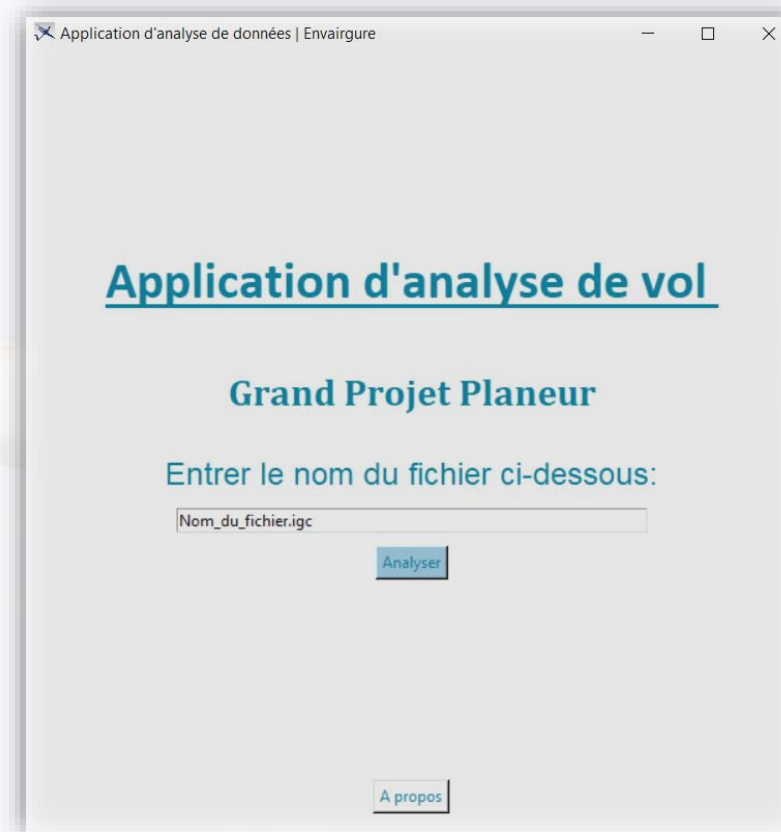 Application d'analyse de données | Envairgure
Application d'analyse de vol
Grand Projet Planeur
Entrer le nom du fichier ci-dessous:
Nom_du_fichier.igc
Analyser
A propos